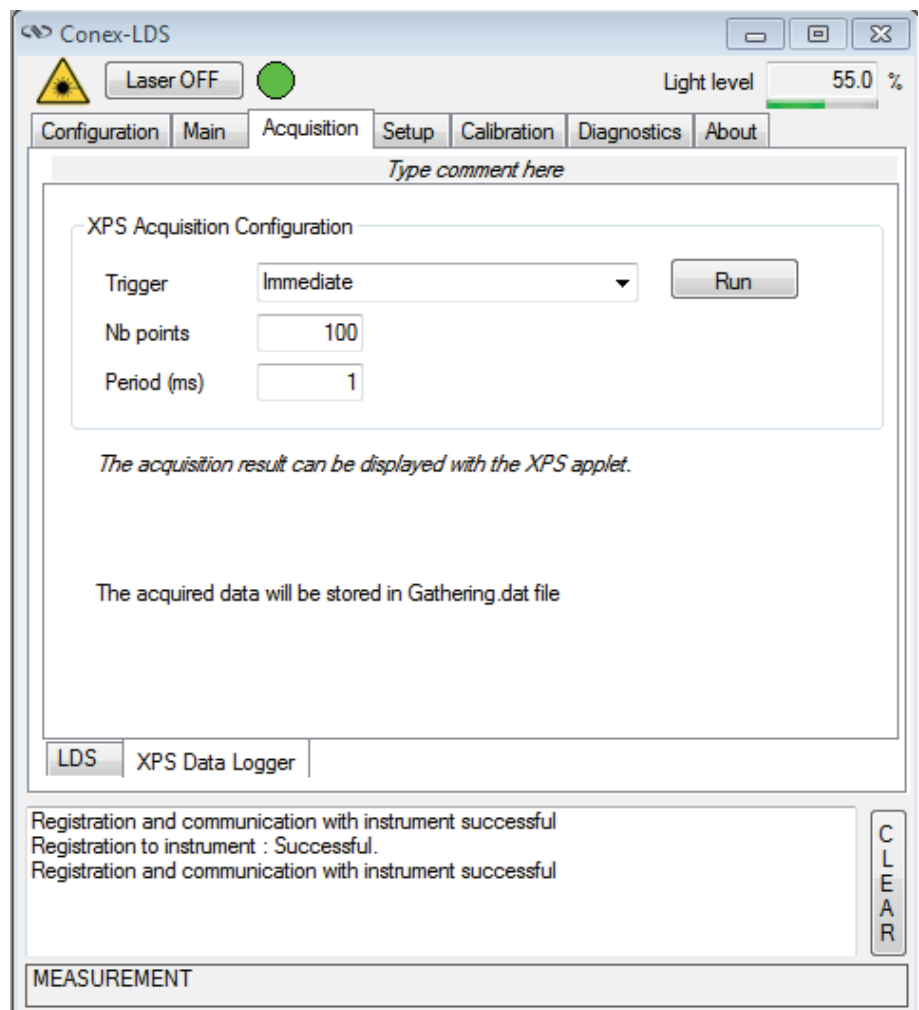 Conex-LDS
Laser OFF
Light level 55.0 %
Configuration Main Acquisition Setup Calibration Diagnostics About
Type comment here
XPS Acquisition Configuration
Trigger Immediate Run
Nb points 100
Period (ms) 1
The acquisition result can be displayed with the XPS applet.
The acquired data will be stored in Gathering.dat file
LDS XPS Data Logger
Registration and communication with instrument successful
Registration to instrument : Successful.
Registration and communication with instrument successful
CLEAR
MEASUREMENT